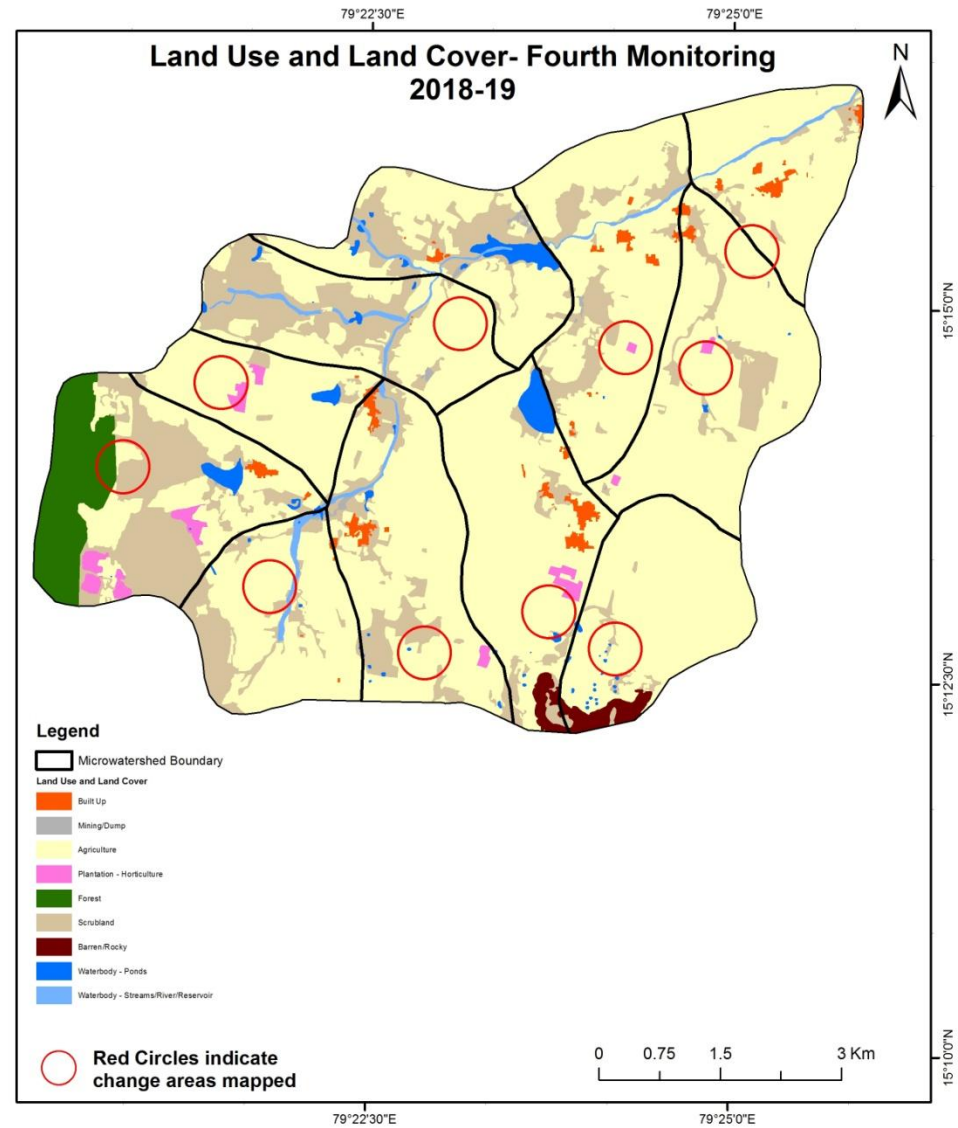 79°22'30"E
79°25'0"E
Land Use and Land Cover- Fourth Monitoring
2018-19
N
15°15'0"N
15°12'30"N
15°10'0"N
Legend
Microwatershed Boundary
Land Use and Land Cover
Built Up
Mining/Dump
Agriculture
Plantation - Horticulture
Forest
Scrubland
Barren/Rocky
Waterbody - Ponds
Waterbody - Streams/River/Reservoir
Red Circles indicate
change areas mapped
0 0.75 1.5 3 Km
79°22'30"E
79°25'0"E